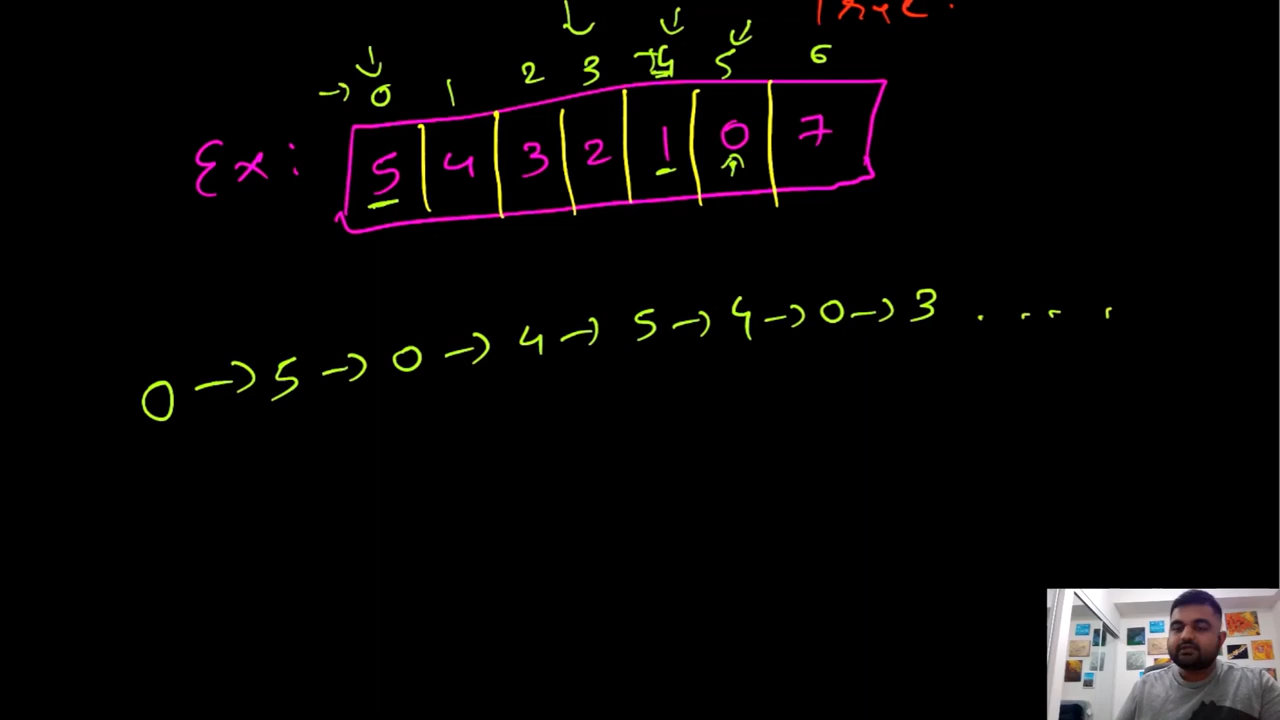 0 1 2 3 4 5 6
Ex: 5 4 3 2 1 0 7
0 → 5 → 0 → 4 → 5 → 4 → 0 → 3 . . . . .